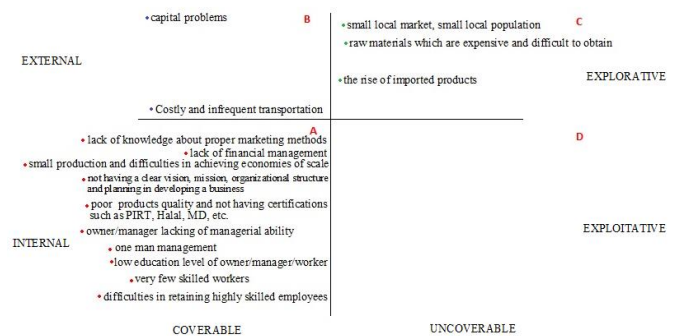 • capital problems
B
• small local market, small local population
C
• raw materials which are expensive and difficult to obtain
EXTERNAL
• the rise of imported products
EXPLORATIVE
• Costly and infrequent transportation
A
D
• lack of knowledge about proper marketing methods
• lack of financial management
• small production and difficulties in achieving economies of scale
• not having a clear vision, mission, organizational structure
and planning in developing a business
• poor products quality and not having certifications
such as PIRT, Halal, MD, etc.
• owner/manager lacking of managerial ability
EXPLOITATIVE
INTERNAL
• one man management
• low education level of owner/manager/worker
• very few skilled workers
• difficulties in retaining highly skilled employees
COVERABLE
UNCOVERABLE